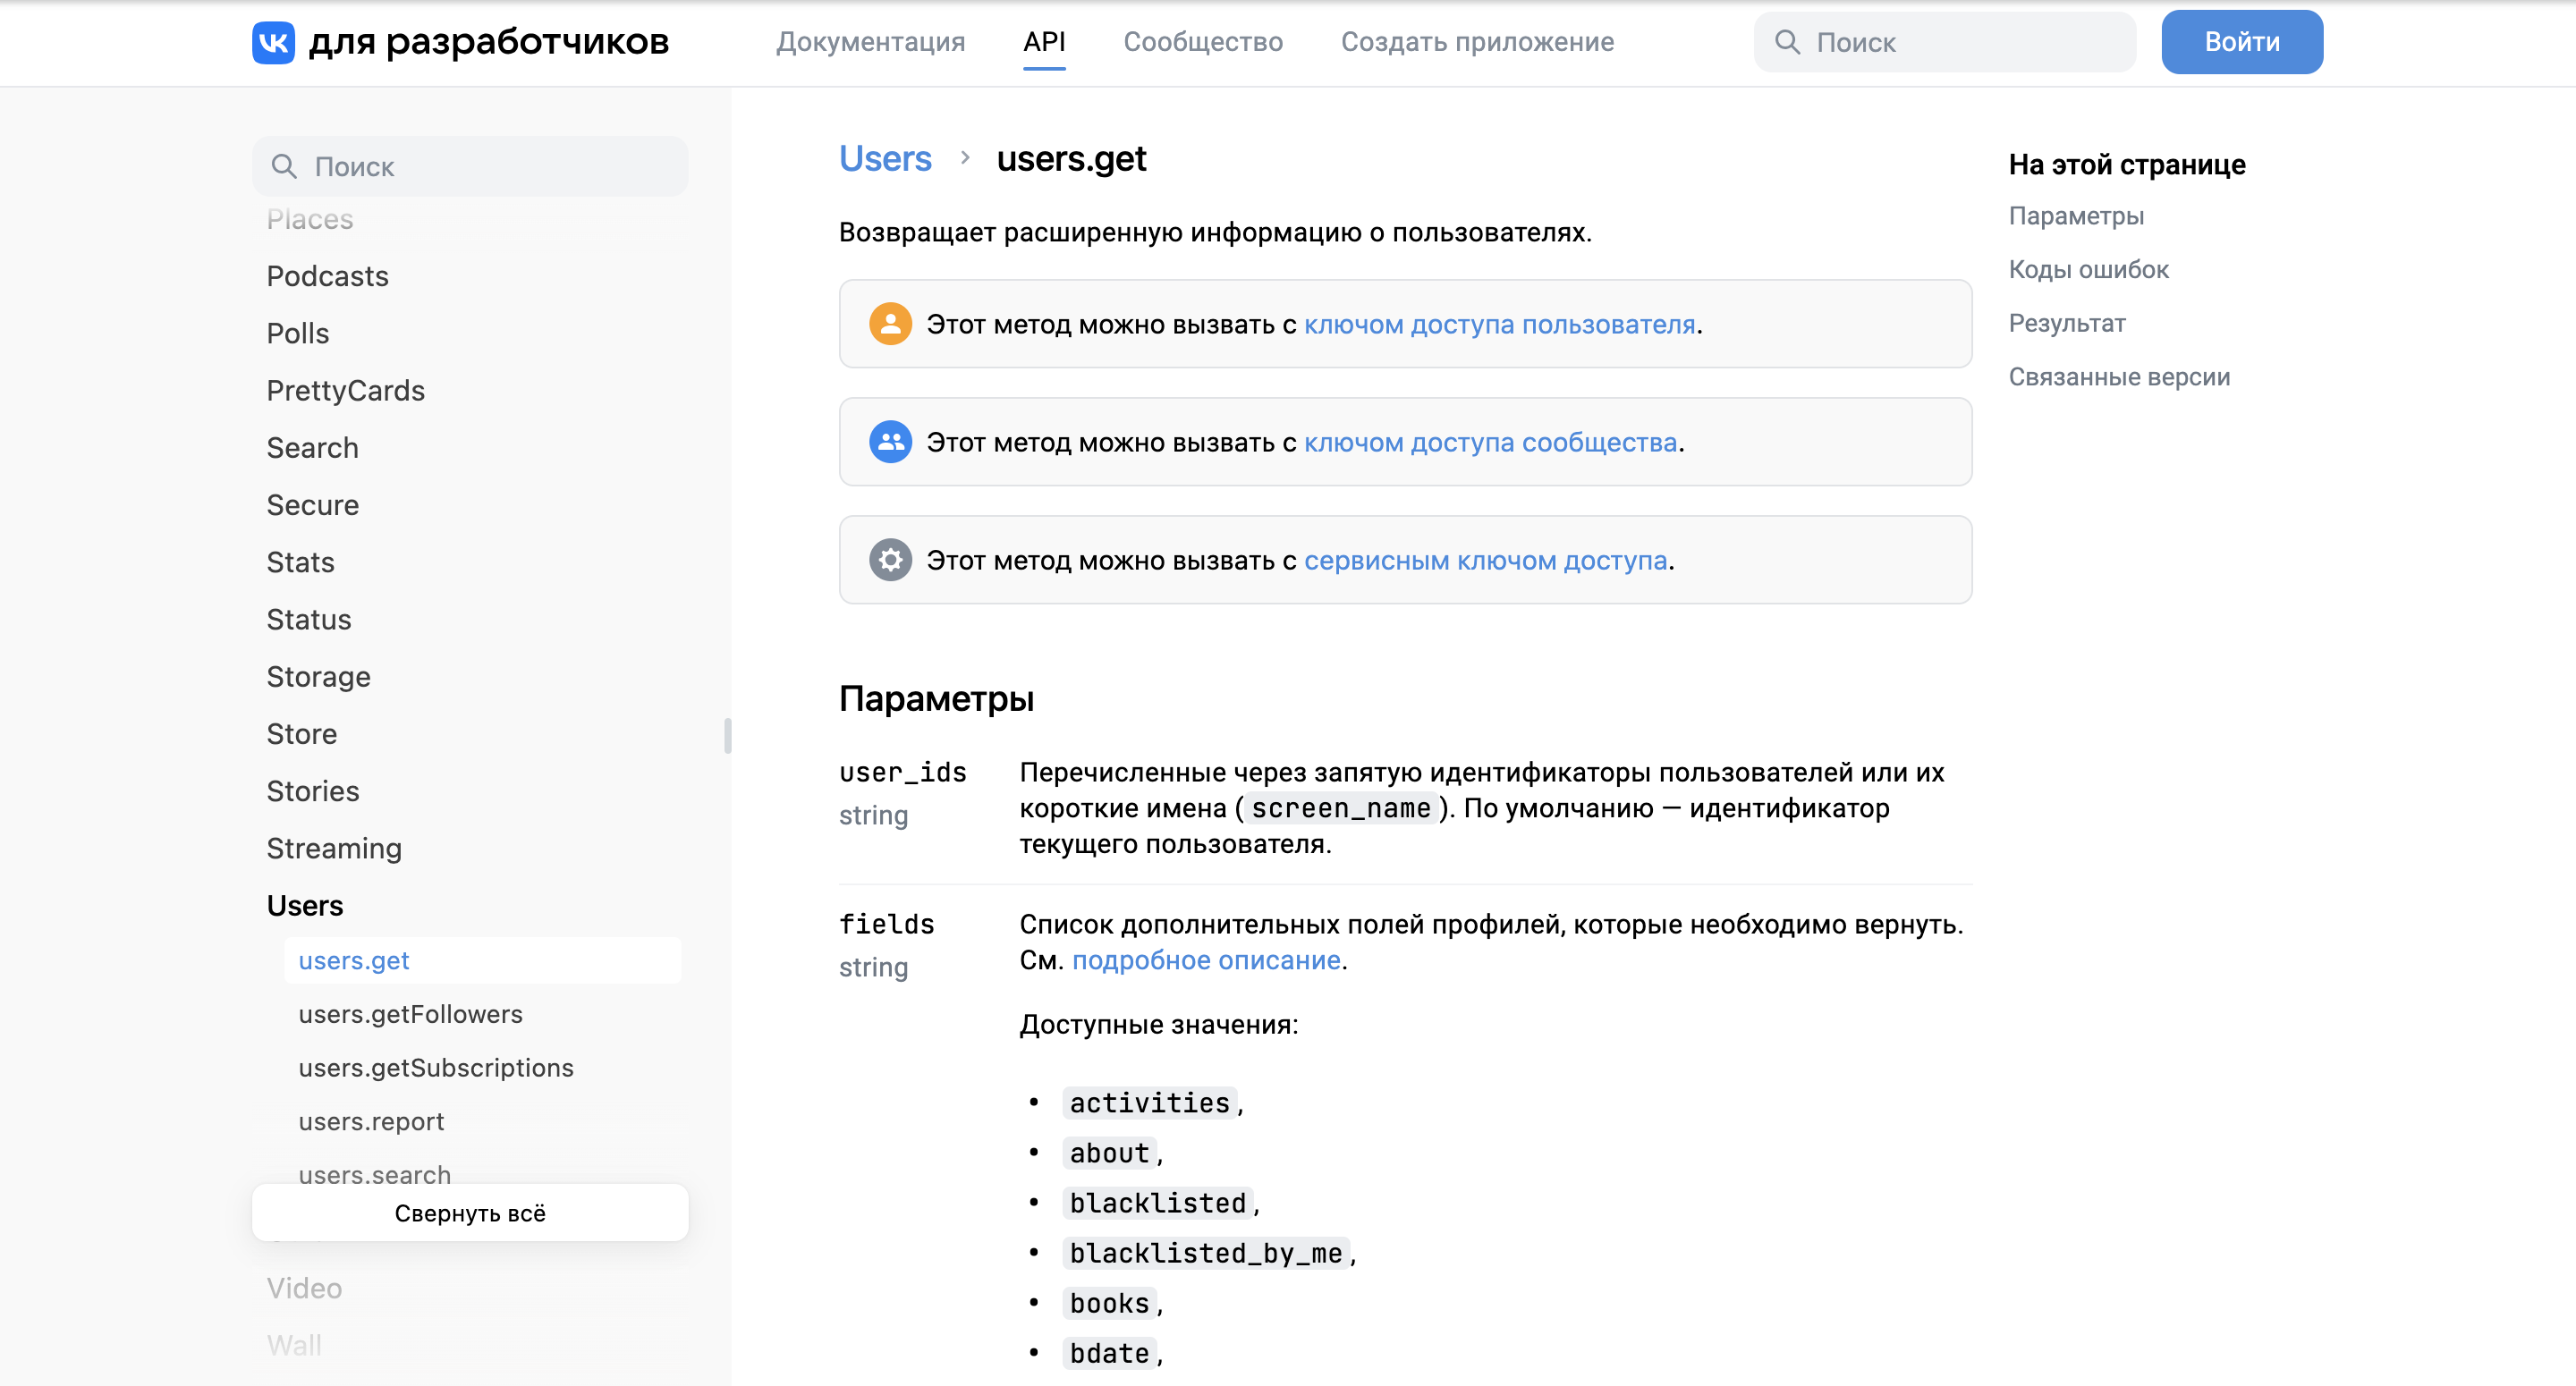 VK для разработчиков
Документация
API
Сообщество
Создать приложение
Поиск
Войти
Поиск
Places
Podcasts
Polls
PrettyCards
Search
Secure
Stats
Status
Storage
Store
Stories
Streaming
Users
users.get
users.getFollowers
users.getSubscriptions
users.report
users.search
Свернуть всё
Video
Wall
Users › users.get
Возвращает расширенную информацию о пользователях.
Этот метод можно вызвать с ключом доступа пользователя.
Этот метод можно вызвать с ключом доступа сообщества.
Этот метод можно вызвать с сервисным ключом доступа.
Параметры
user_ids
string
Перечисленные через запятую идентификаторы пользователей или их
короткие имена (screen_name). По умолчанию — идентификатор
текущего пользователя.
fields
string
Список дополнительных полей профилей, которые необходимо вернуть.
См. подробное описание.
Доступные значения:
• activities,
• about,
• blacklisted,
• blacklisted_by_me,
• books,
• bdate,
На этой странице
Параметры
Коды ошибок
Результат
Связанные версии